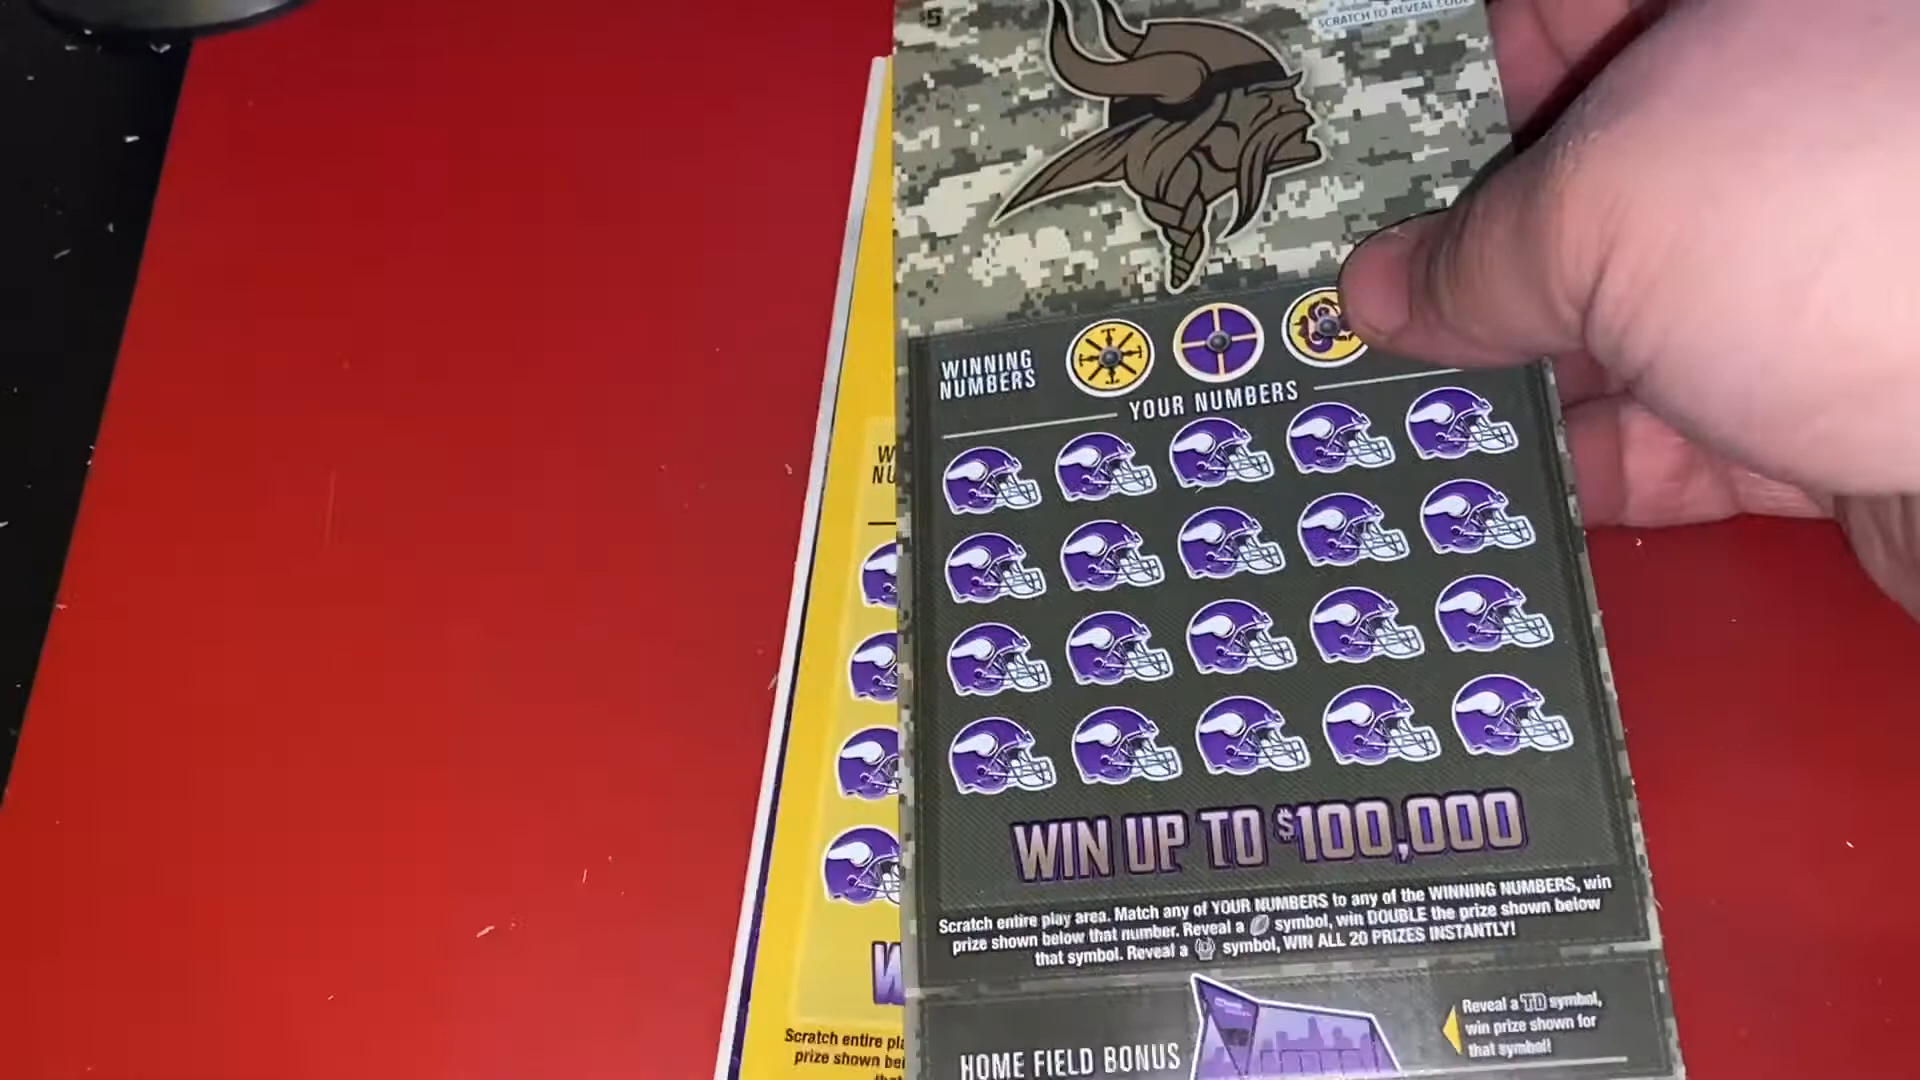 $5
SCRATCH TO REVEAL CODE
WINNING
NUMBERS
YOUR NUMBERS
WIN UP TO $100,000
Scratch entire play area. Match any of YOUR NUMBERS to any of the WINNING NUMBERS, win
prize shown below that number. Reveal a symbol, win DOUBLE the prize shown below
that symbol. Reveal a symbol, WIN ALL 20 PRIZES INSTANTLY!
HOME FIELD BONUS
Reveal a TD symbol,
win prize shown for
that symbol!
W
NU
W
Scratch entire pla
prize shown bel